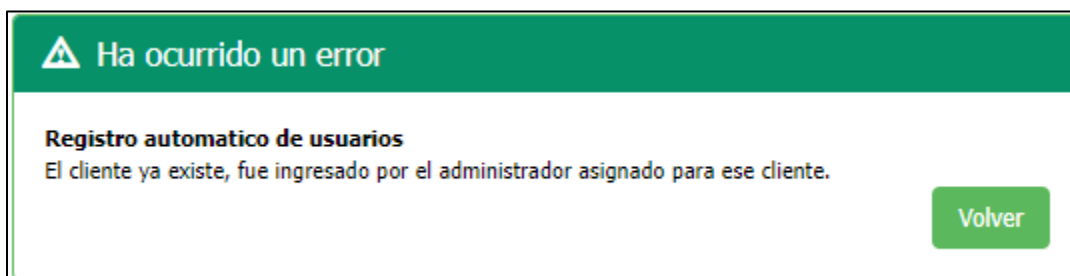 Ha ocurrido un error
Registro automatico de usuarios
El cliente ya existe, fue ingresado por el administrador asignado para ese cliente.
Volver